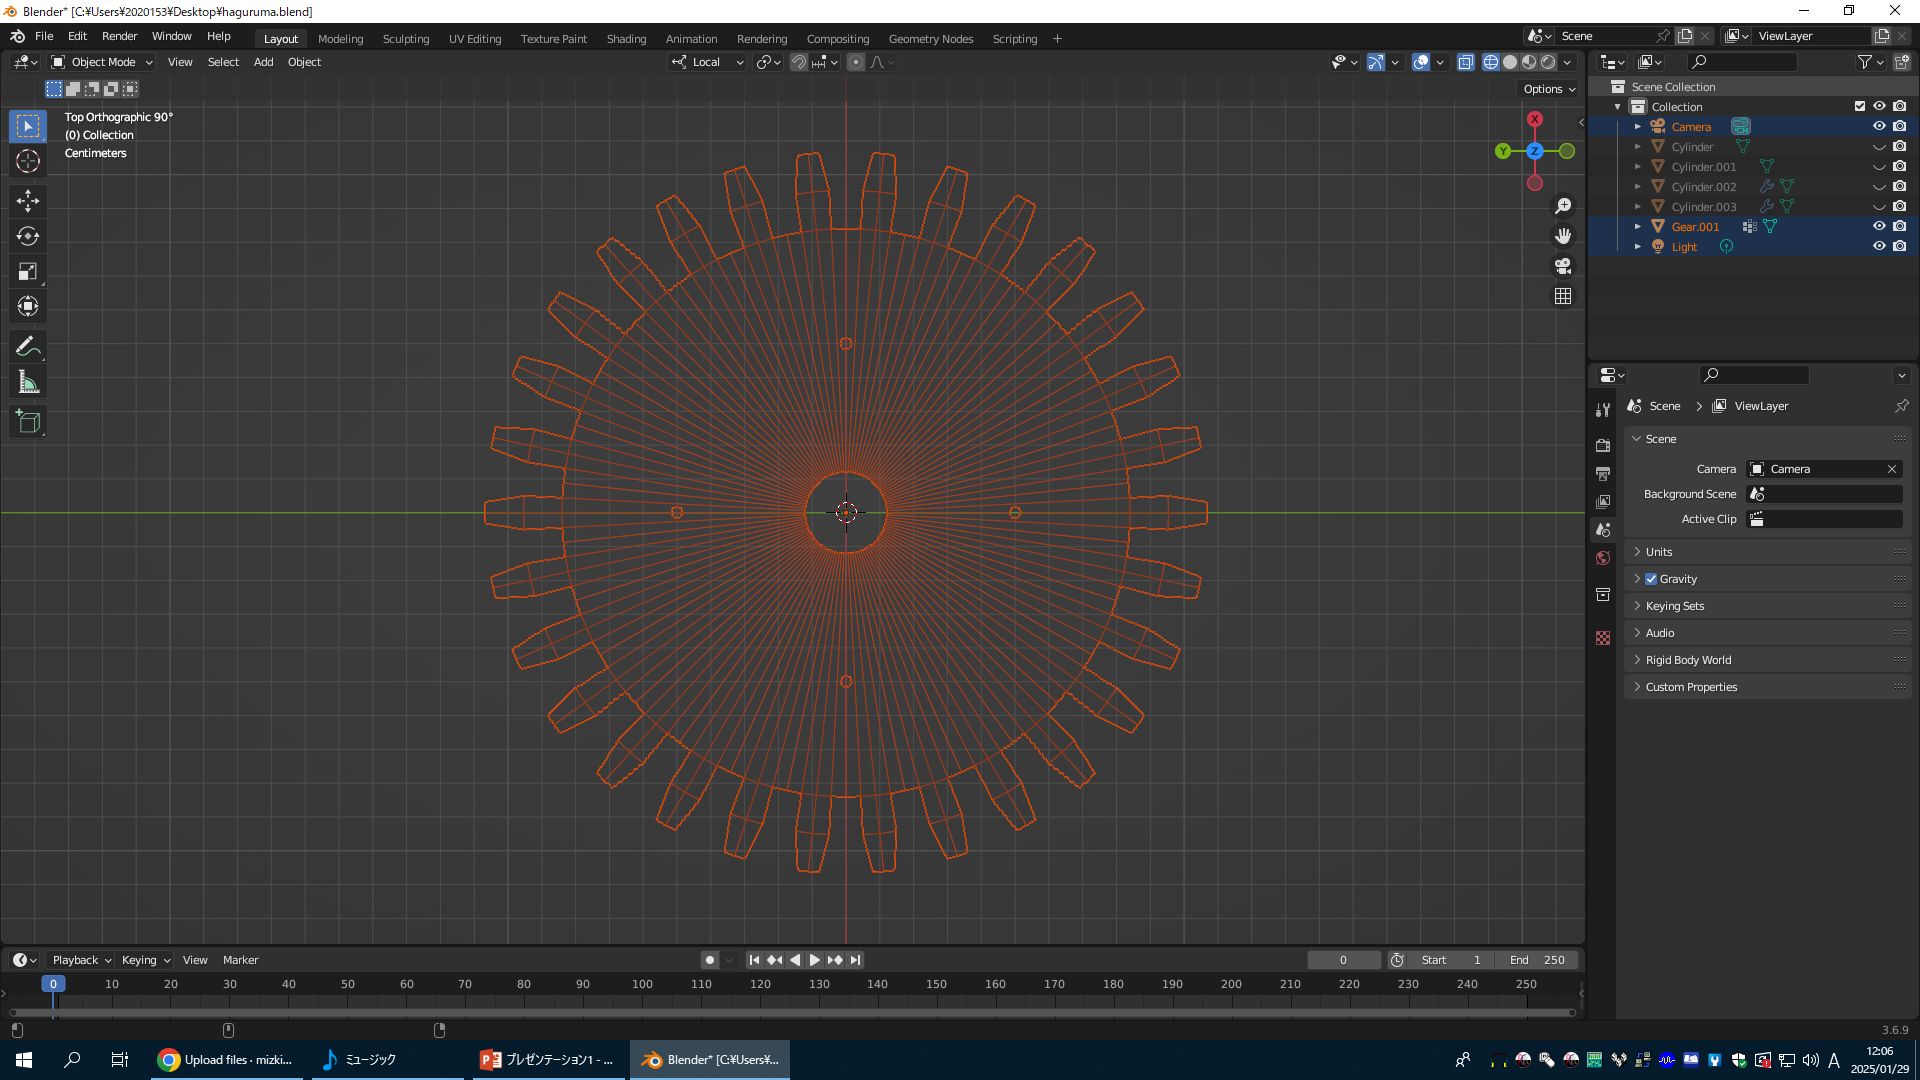 Blender* [C:¥Users¥2020153¥Desktop¥haguruma.blend]
File Edit Render Window Help Layout Modeling Sculpting UV Editing Texture Paint Shading Animation Rendering Compositing Geometry Nodes Scripting + Scene ViewLayer
Object Mode View Select Add Object Local
Options
Top Orthographic 90°
(0) Collection
Centimeters
X
Y Z
Scene Collection
Collection
Camera
Cylinder
Cylinder.001
Cylinder.002
Cylinder.003
Gear.001
Light
Scene > ViewLayer
Scene
Camera Camera
Background Scene
Active Clip
Units
Gravity
Keying Sets
Audio
Rigid Body World
Custom Properties
Playback Keying View Marker 0 Start 1 End 250
0 10 20 30 40 50 60 70 80 90 100 110 120 130 140 150 160 170 180 190 200 210 220 230 240 250
3.6.9
Upload files · mizki... ミュージック プレゼンテーション1 - ... Blender* [C:¥Users¥... A
12:06
2025/01/29